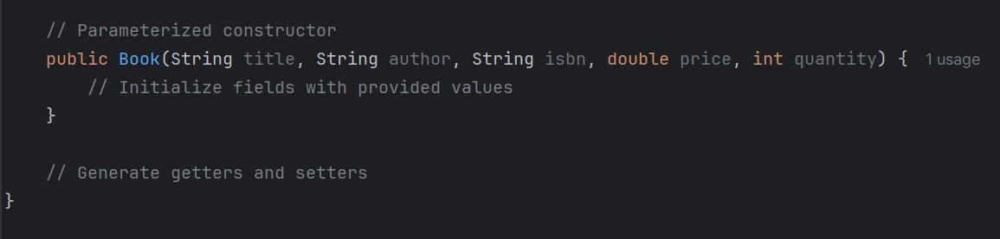 // Parameterized constructor
public Book(String title, String author, String isbn, double price, int quantity) { 1 usage
// Initialize fields with provided values
}
// Generate getters and setters
}